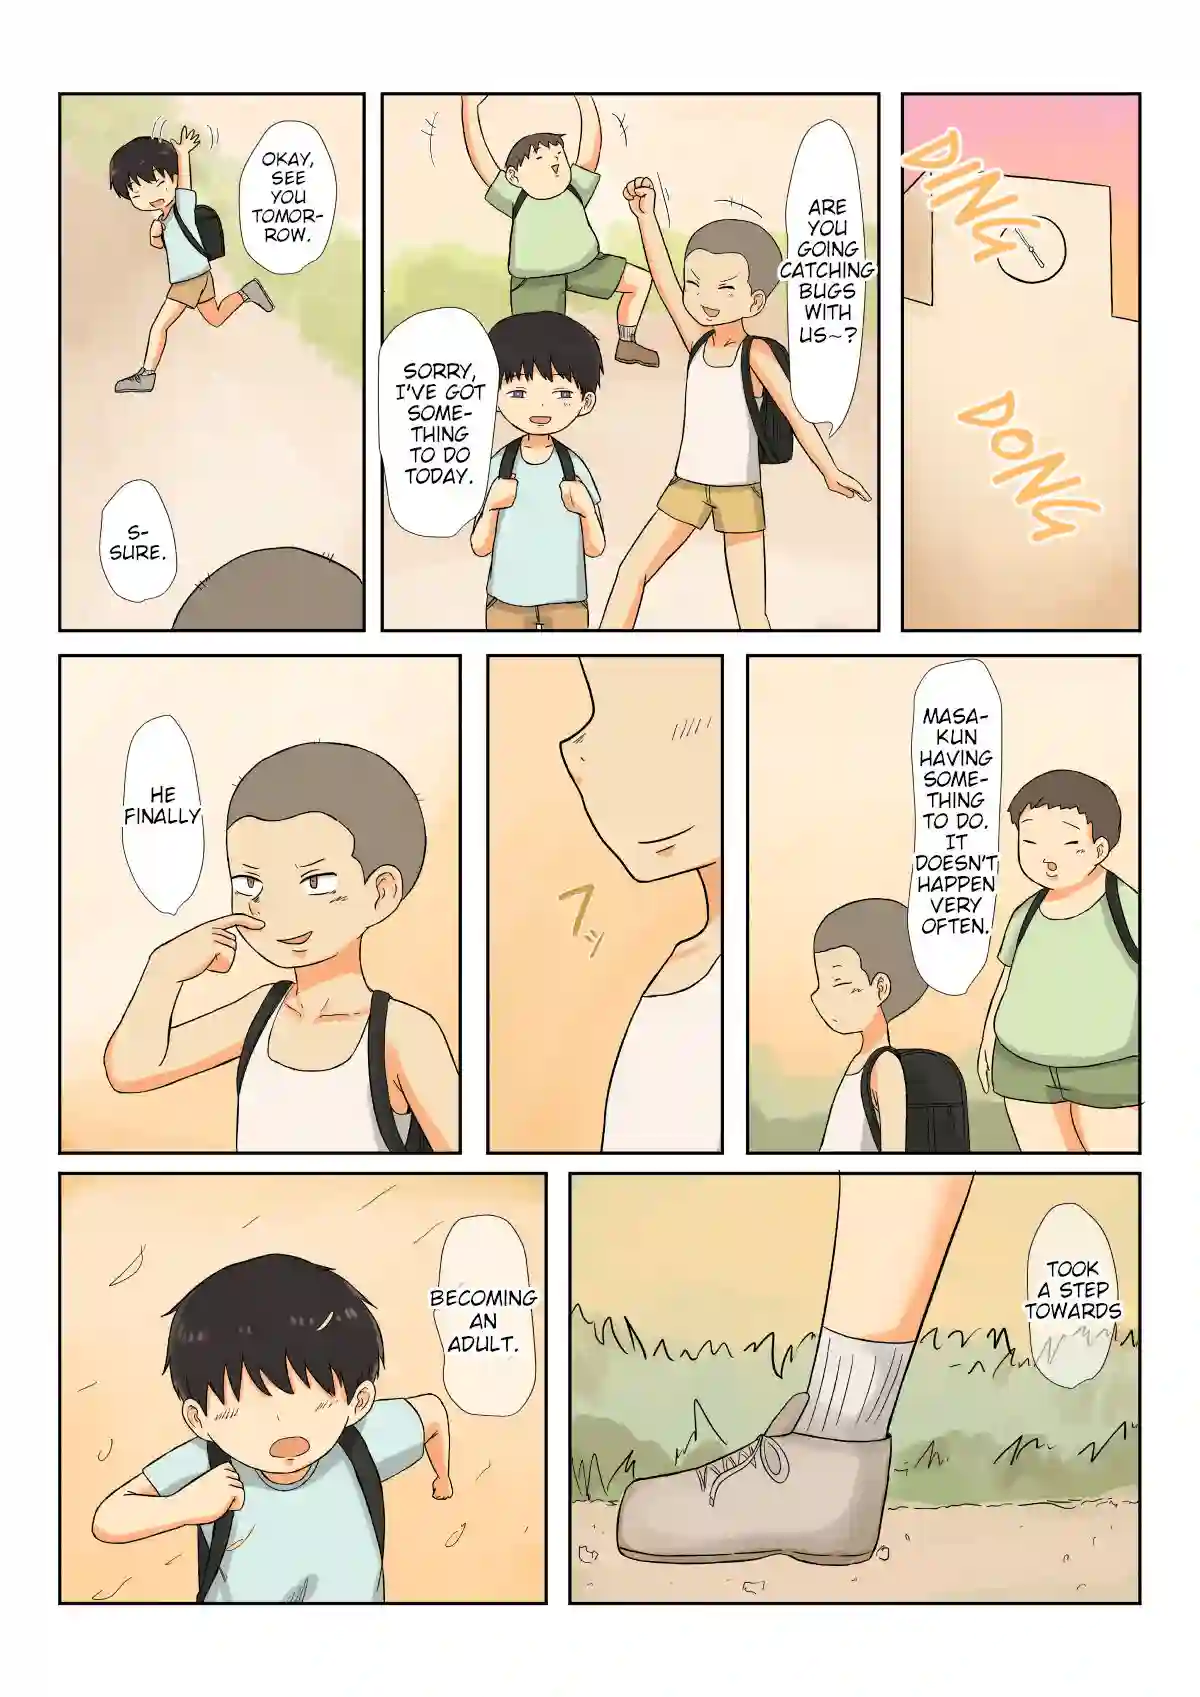 DING
DONG
ARE
YOU
GOING
CATCHING
BUGS
WITH
US~?
SORRY,
I'VE GOT
SOME-
THING
TO DO
TODAY.
OKAY,
SEE
YOU
TOMOR-
ROW.
S-
SURE.
MASA-
KUN
HAVING
SOME-
THING
TO DO.
IT
DOESN'T
HAPPEN
VERY
OFTEN.
フッ
HE
FINALLY
TOOK
A STEP
TOWARDS
BECOMING
AN
ADULT.